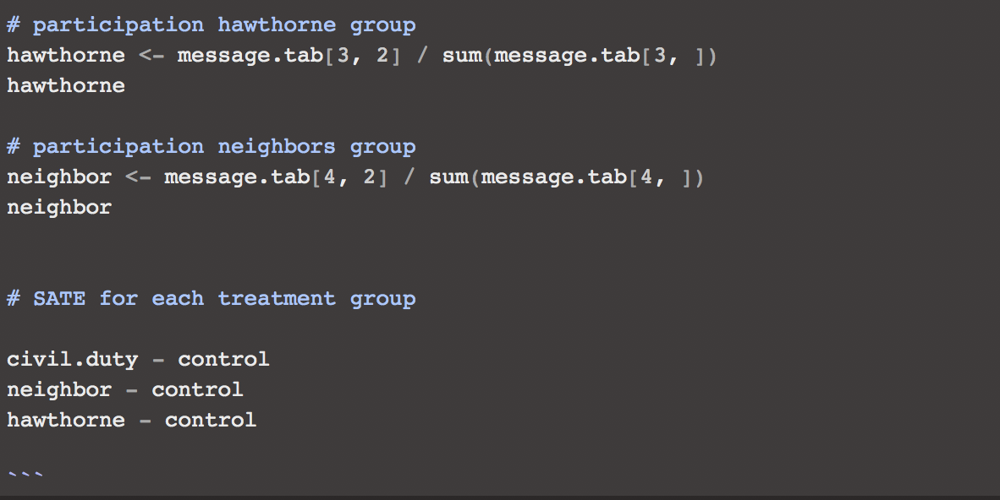 # participation hawthorne group
hawthorne <- message.tab[3, 2] / sum(message.tab[3, ])
hawthorne
# participation neighbors group
neighbor <- message.tab[4, 2] / sum(message.tab[4, ])
neighbor
# SATE for each treatment group
civil.duty - control
neighbor - control
hawthorne - control
```